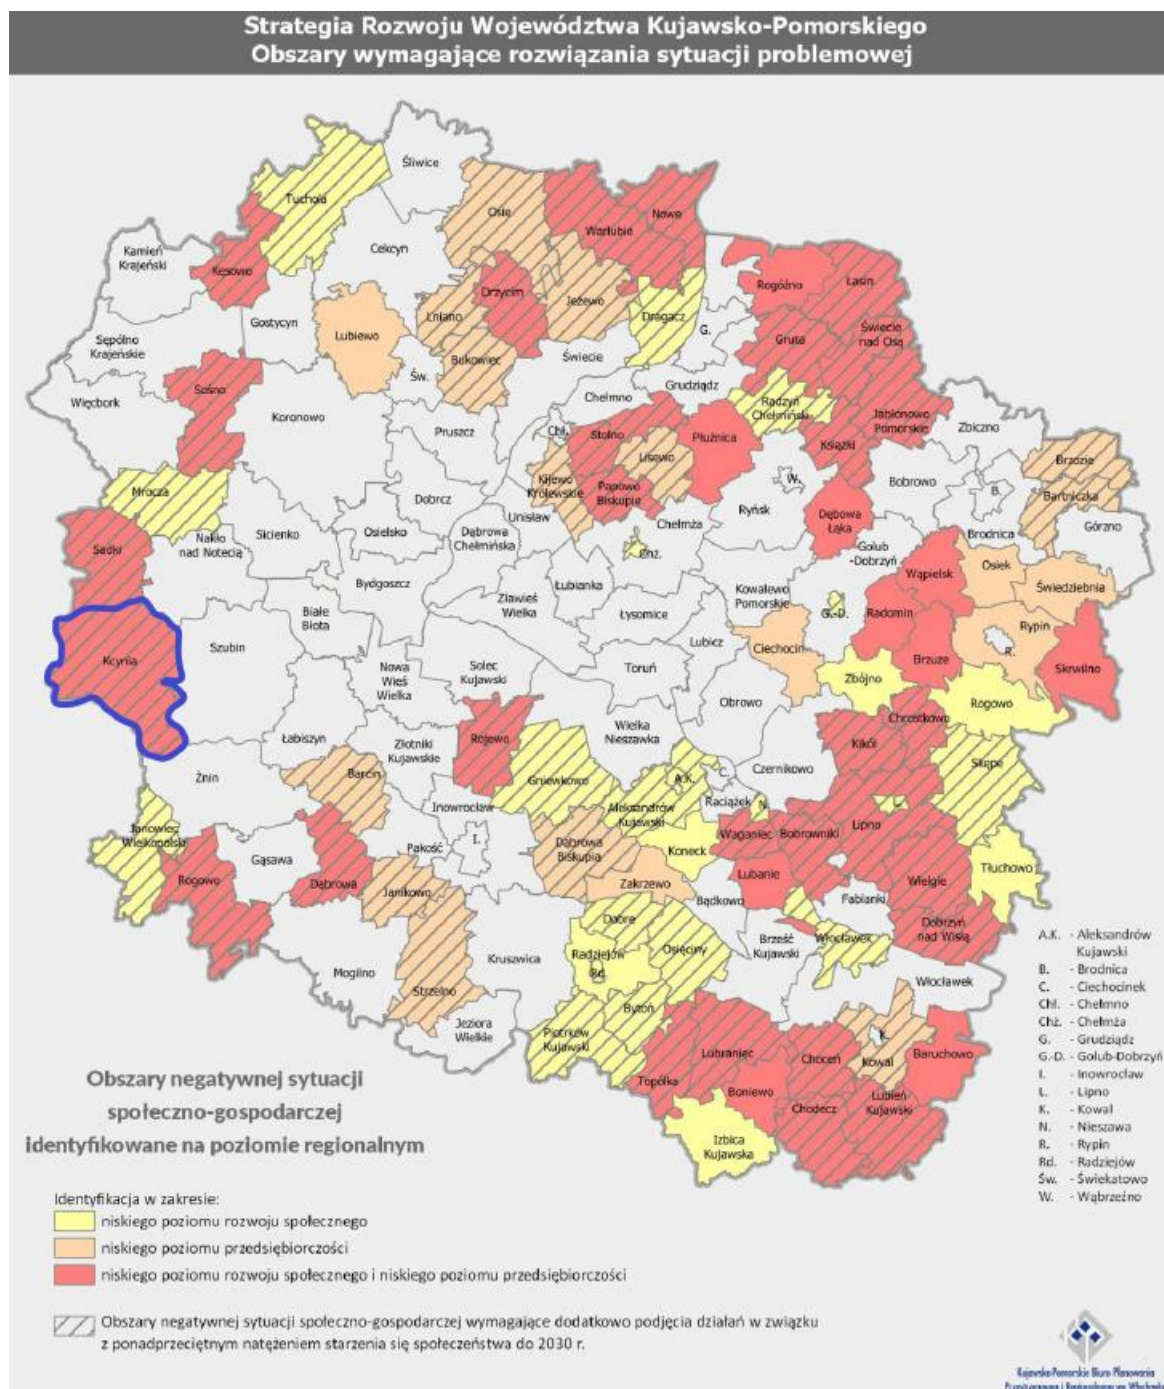 Strategia Rozwoju Województwa Kujawsko-Pomorskiego
Obszary wymagające rozwiązania sytuacji problemowej
Śliwice
Tuchola
Osie
Nowe
Warlubie
Cekcyn
Kamień
Krajeński
Kęsowo
Rogóźno
Łasin
Drzycim
Jeżewo
Dragacz
Lniano
Gostycyn
Lubiewo
G.
Świecie
nad Osą
Gruta
Sępólno
Krajeńskie
Bukowiec
Świecie
Św.
Grudziądz
Sośno
Chełmno
Więcbork
Koronowo
Radzyń
Chełmiński
Jabłonowo
Pomorskie
Zbiczno
Pruszcz
Chł.
Stolno
Płużnica
Książki
Lisewo
Brzozie
Mrocza
Kijewo
Królewskie
Papowo
Biskupie
W.
Bobrowo
B.
Bartniczka
Dobrcz
Unisław
Ryńsk
Dębowa
Łąka
Górzno
Sadki
Nakło
nad Notecią
Sicienko
Osielsko
Dąbrowa
Chełmińska
Chełmża
Chż.
Brodnica
Golub
-Dobrzyń
Osiek
Wąpielsk
Bydgoszcz
Łubianka
Kowalewo
Pomorskie
Świedziebnia
Zławieś
Wielka
Białe
Błota
Łysomice
G.-D.
Radomin
Rypin
Kcynia
Szubin
Lubicz
Ciechocin
R.
Brzuze
Skrwilno
Nowa
Wieś
Wielka
Solec
Kujawski
Toruń
Zbójno
Obrowo
Rogowo
Łabiszyn
Złotniki
Kujawskie
Rojewo
Wielka
Nieszawka
Chrostkowo
Kikół
Żnin
Barcin
Gniewkowo
A.K.
C.
Czernikowo
Skępe
Inowrocław
Aleksandrów
Kujawski
Raciążek
N.
L.
Janowiec
Wielkopolski
Pakość
I.
Dąbrowa
Biskupia
Koneck
Waganiec
Bobrowniki
Lipno
Gąsawa
Rogowo
Dąbrowa
Janikowo
Zakrzewo
Lubanie
Tłuchowo
Wielgie
Bądkowo
Fabianki
Dobre
Dobrzyń
nad Wisłą
Osięciny
Brześć
Kujawski
Włocławek
Kruszwica
Radziejów
Rd.
Mogilno
Strzelno
Włocławek
Bytoń
Jeziora
Wielkie
Piotrków
Kujawski
K.
Kowal
Baruchowo
Lubraniec
Choceń
Topólka
Boniewo
Chodecz
Lubień
Kujawski
Izbica
Kujawska
A.K. - Aleksandrów
Kujawski
B. - Brodnica
C. - Ciechocinek
Chł. - Chełmno
Chż. - Chełmża
G. - Grudziądz
G.-D. - Golub-Dobrzyń
I. - Inowrocław
L. - Lipno
K. - Kowal
N. - Nieszawa
R. - Rypin
Rd. - Radziejów
Św. - Świekatowo
W. - Wąbrzeźno
Obszary negatywnej sytuacji
społeczno-gospodarczej
identyfikowane na poziomie regionalnym
Identyfikacja w zakresie:
niskiego poziomu rozwoju społecznego
niskiego poziomu przedsiębiorczości
niskiego poziomu rozwoju społecznego i niskiego poziomu przedsiębiorczości
Obszary negatywnej sytuacji społeczno-gospodarczej wymagające dodatkowo podjęcia działań w związku
z ponadprzeciętnym natężeniem starzenia się społeczeństwa do 2030 r.
Kujawsko-Pomorskie Biuro Planowania